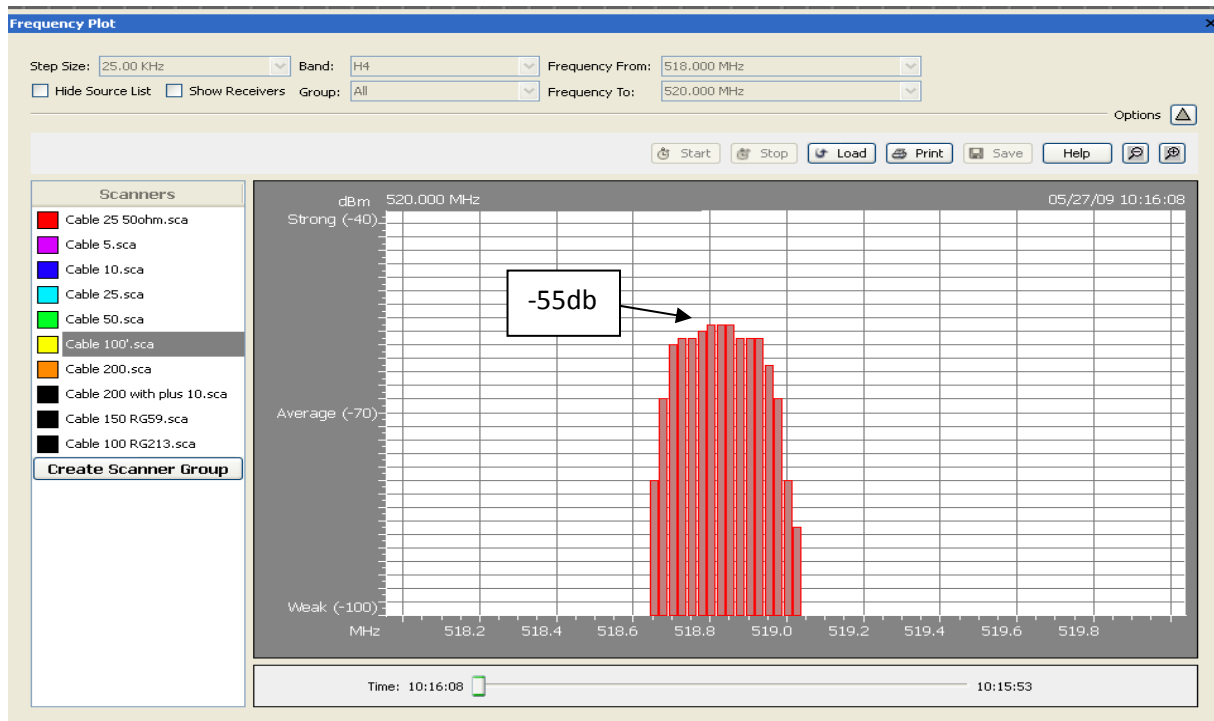 Frequency Plot x
Step Size: 25.00 KHz Band: H4 Frequency From: 518.000 MHz
Hide Source List Show Receivers Group: All Frequency To: 520.000 MHz
Options
Start Stop Load Print Save Help
Scanners
Cable 25 50ohm.sca
Cable 5.sca
Cable 10.sca
Cable 25.sca
Cable 50.sca
Cable 100'.sca
Cable 200.sca
Cable 200 with plus 10.sca
Cable 150 RG59.sca
Cable 100 RG213.sca
Create Scanner Group
dBm 520.000 MHz 05/27/09 10:16:08
Strong (-40)
-55db
Average (-70)
Weak (-100)
MHz 518.2 518.4 518.6 518.8 519.0 519.2 519.4 519.6 519.8
Time: 10:16:08 10:15:53